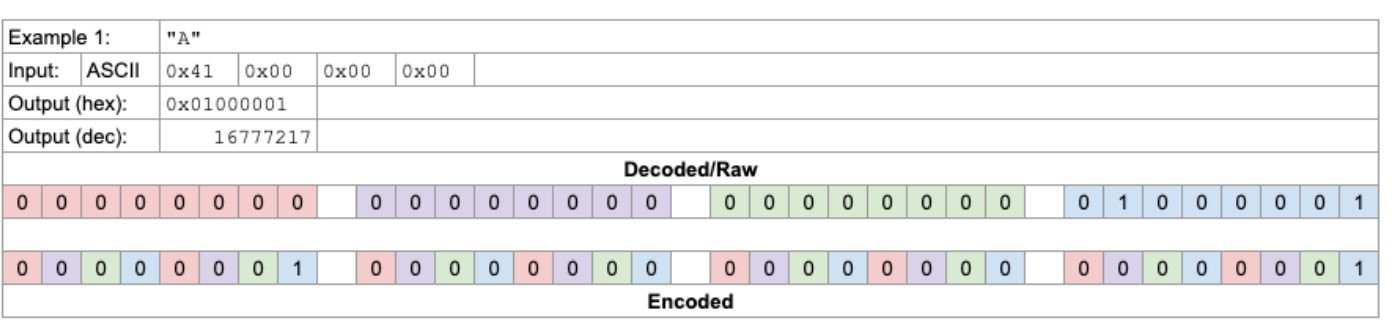 Example 1: "A"
Input: ASCII 0x41 0x00 0x00 0x00
Output (hex): 0x01000001
Output (dec): 16777217
Decoded/Raw
0 0 0 0 0 0 0 0 0 0 0 0 0 0 0 0 0 0 0 0 0 0 0 0 0 1 0 0 0 0 0 1
0 0 0 0 0 0 0 1 0 0 0 0 0 0 0 0 0 0 0 0 0 0 0 0 0 0 0 0 0 0 0 1
Encoded